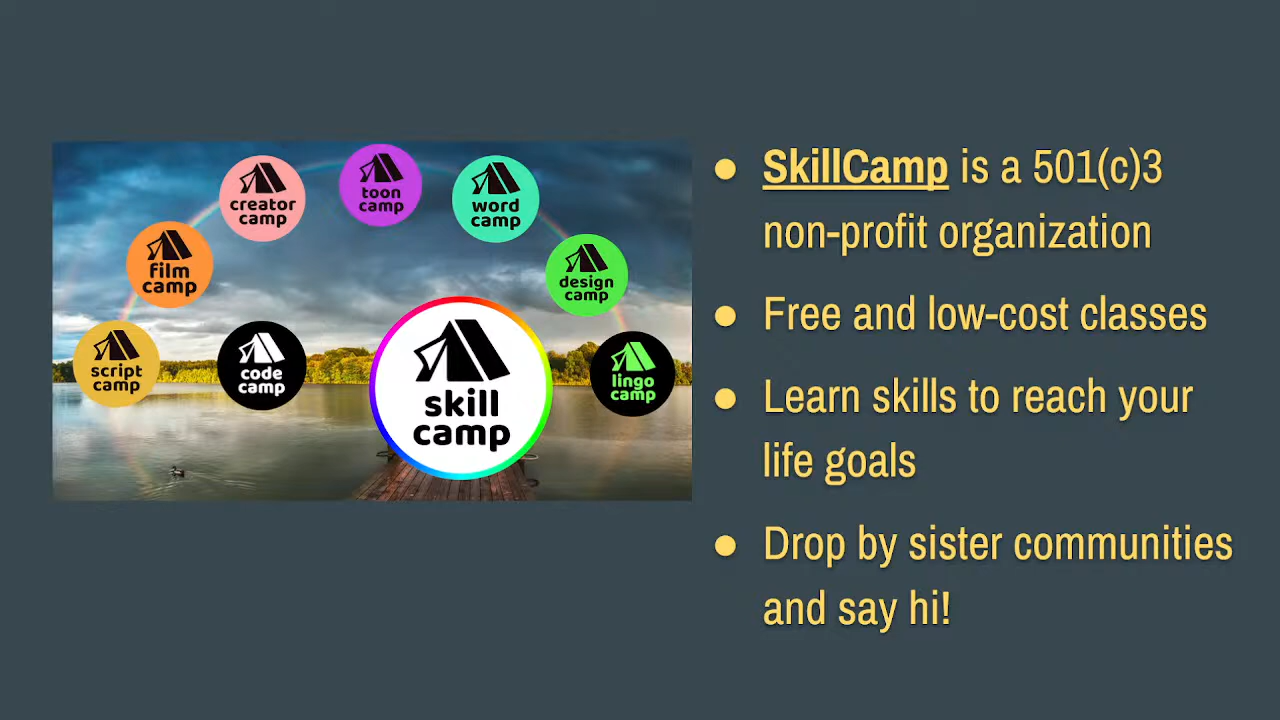 toon
camp
creator
camp
word
camp
film
camp
design
camp
script
camp
code
camp
skill
camp
lingo
camp
● SkillCamp is a 501(c)3
non-profit organization
● Free and low-cost classes
● Learn skills to reach your
life goals
● Drop by sister communities
and say hi!